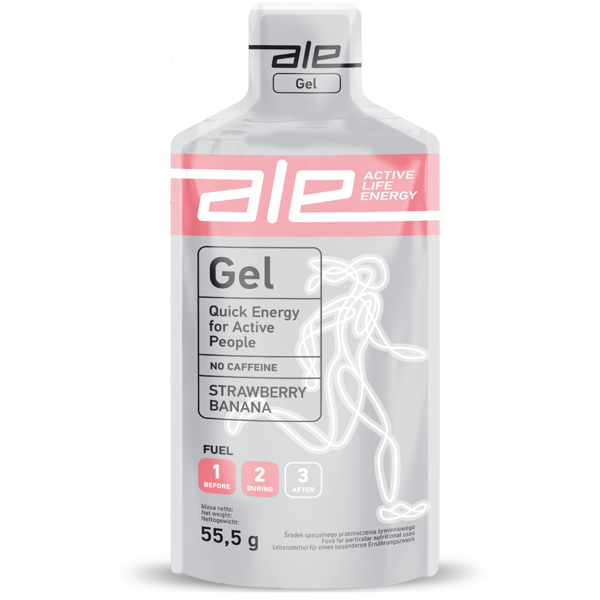 ale
Gel
ale
ACTIVE
LIFE
ENERGY
Gel
Quick Energy
for Active
People
NO CAFFEINE
STRAWBERRY
BANANA
FUEL
1
BEFORE
2
DURING
3
AFTER
Masa netto:
Net weight:
Nettogewicht:
55,5 g
Środek specjalnego przeznaczenia żywieniowego
Food for particular nutritional uses
Lebensmittel für einen besonderen Ernährungszweck